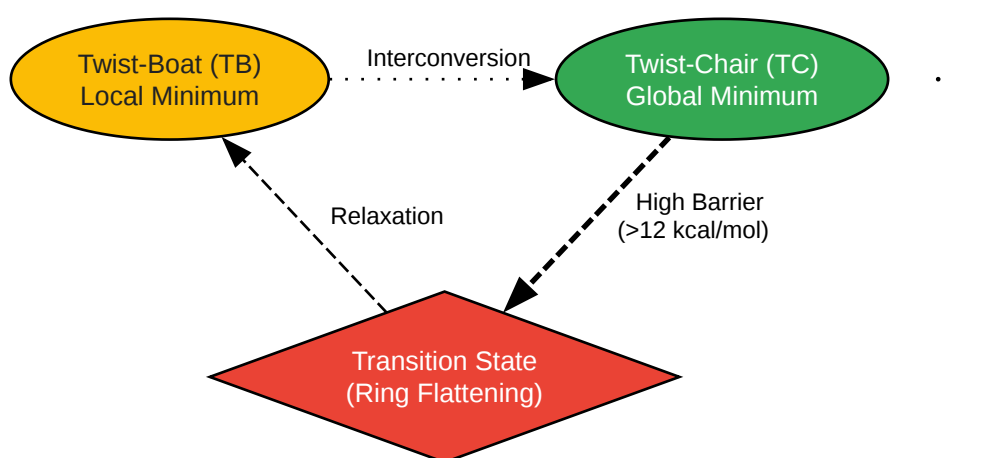 Twist-Boat (TB)
Local Minimum
Interconversion
Twist-Chair (TC)
Global Minimum
.
Relaxation
High Barrier
(>12 kcal/mol)
Transition State
(Ring Flattening)